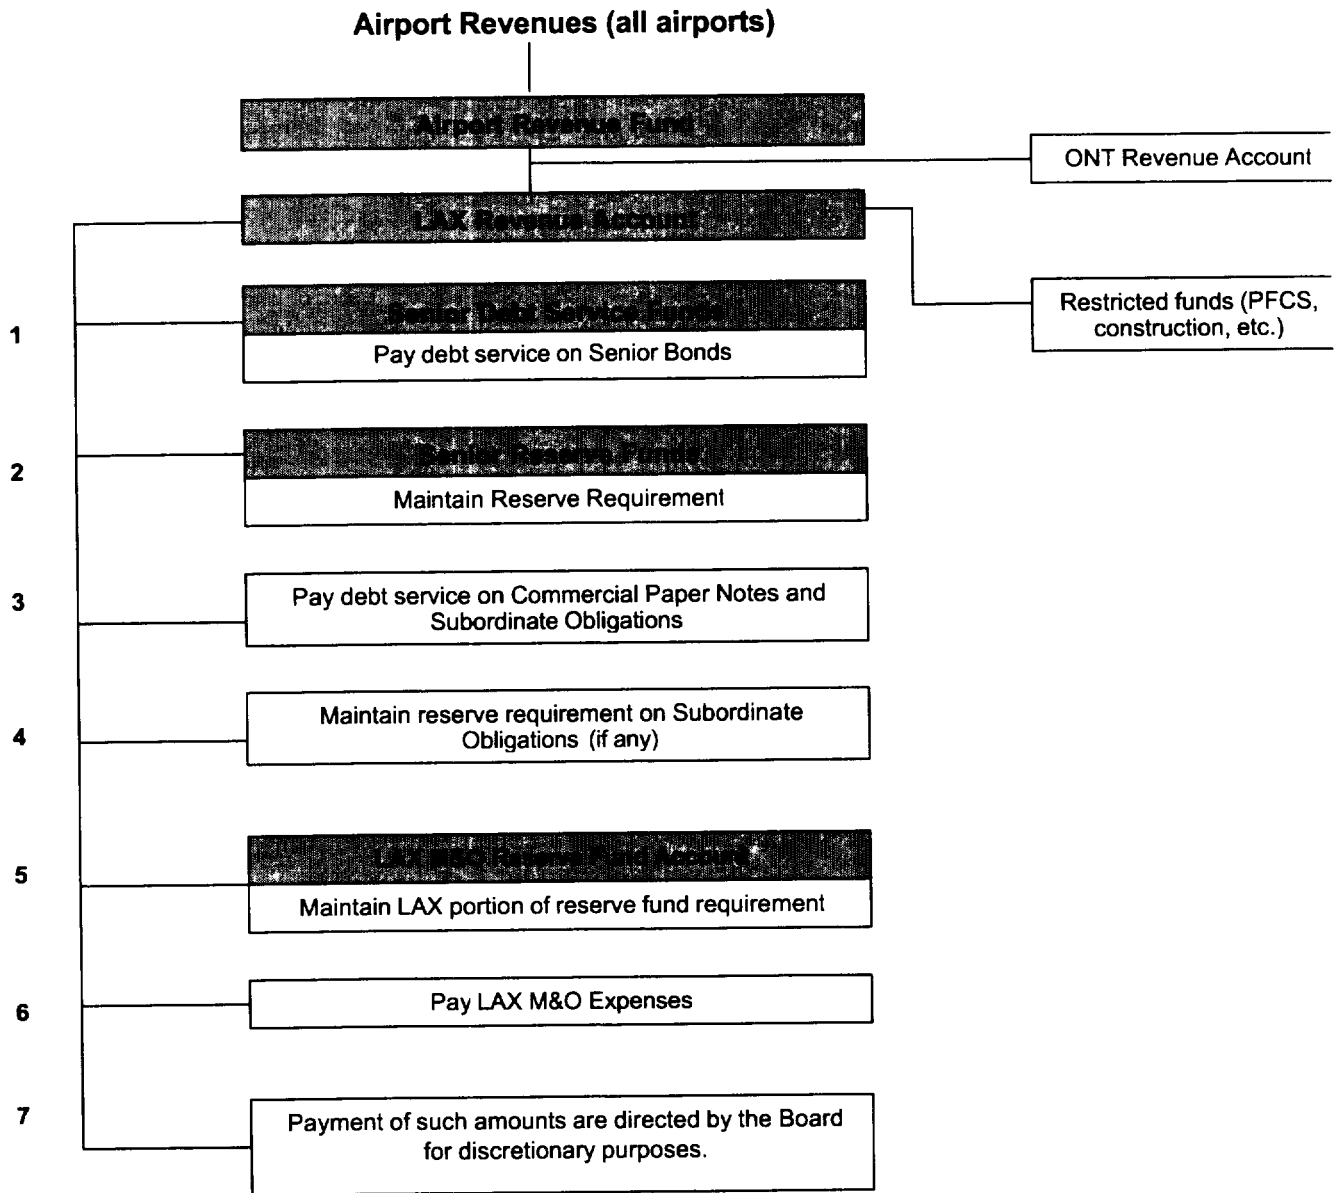 Airport Revenues (all airports)
Airport Revenue Fund
ONT Revenue Account
LAX Revenue Account
Restricted funds (PFCS,
construction, etc.)
1
Senior Debt Service Funds
Pay debt service on Senior Bonds
2
Senior Reserve Funds
Maintain Reserve Requirement
3
Pay debt service on Commercial Paper Notes and
Subordinate Obligations
4
Maintain reserve requirement on Subordinate
Obligations (if any)
5
LAX M&O Reserve Fund Account
Maintain LAX portion of reserve fund requirement
6
Pay LAX M&O Expenses
7
Payment of such amounts are directed by the Board
for discretionary purposes.